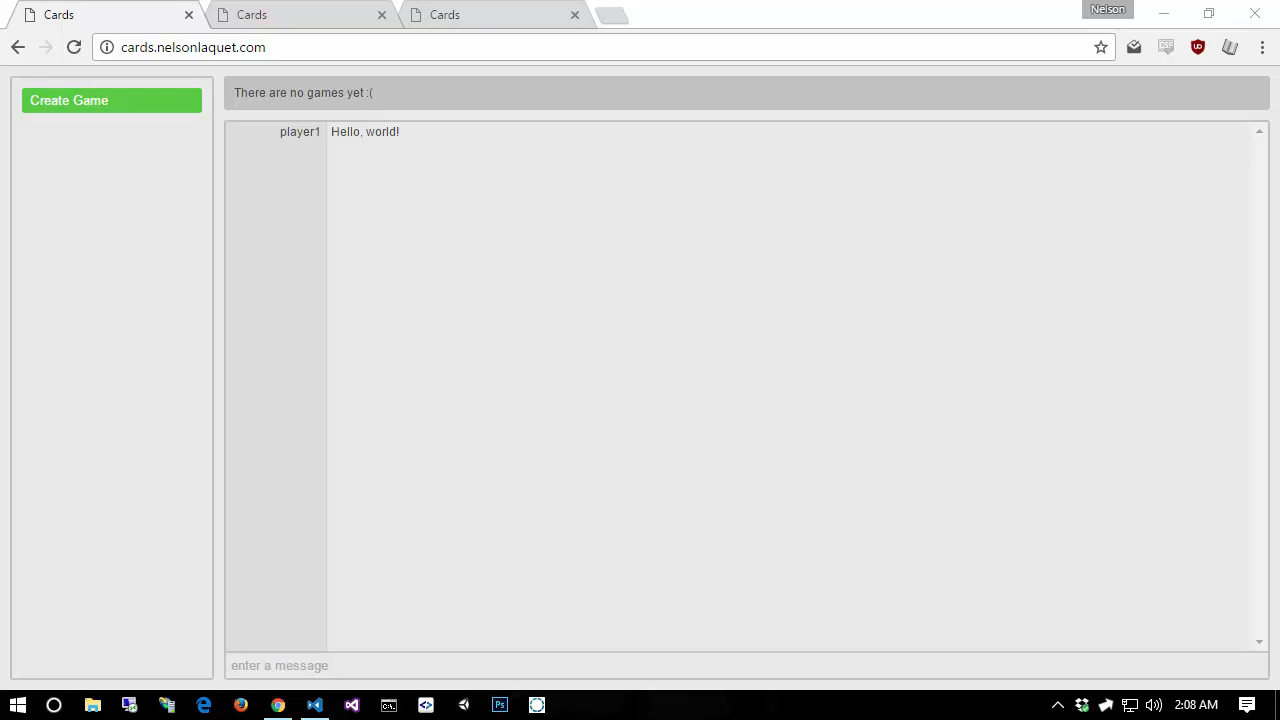 Cards
Cards
Cards
Nelson
cards.nelsonlaquet.com
Create Game
There are no games yet :(
player1 Hello, world!
enter a message
2:08 AM